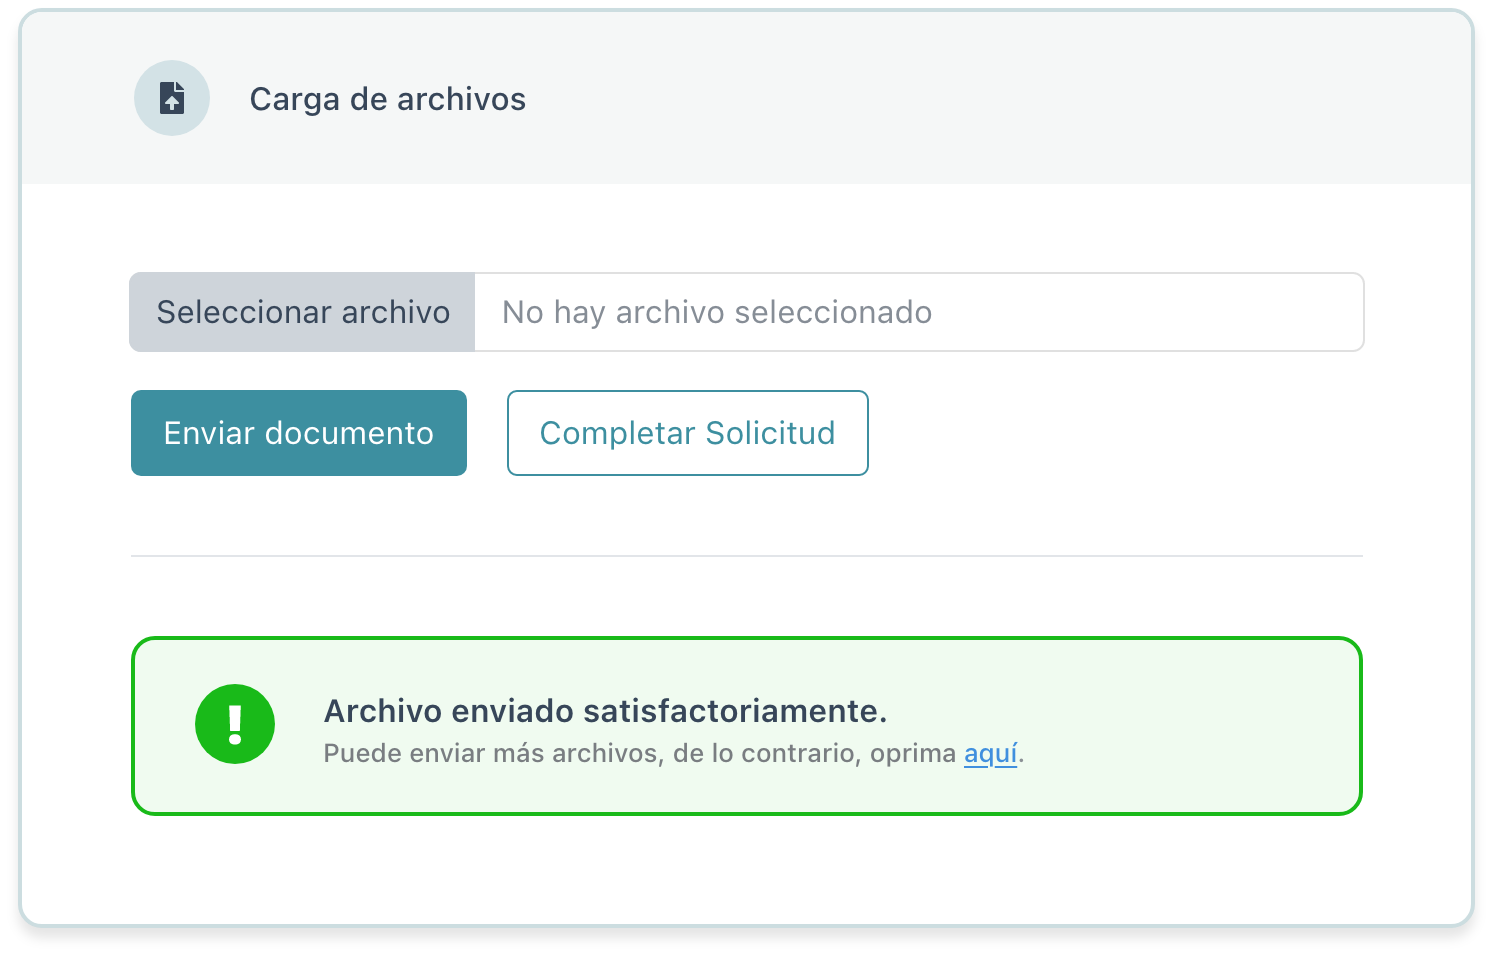 Carga de archivos
Seleccionar archivo No hay archivo seleccionado
Enviar documento Completar Solicitud
Archivo enviado satisfactoriamente.
Puede enviar más archivos, de lo contrario, oprima aquí.